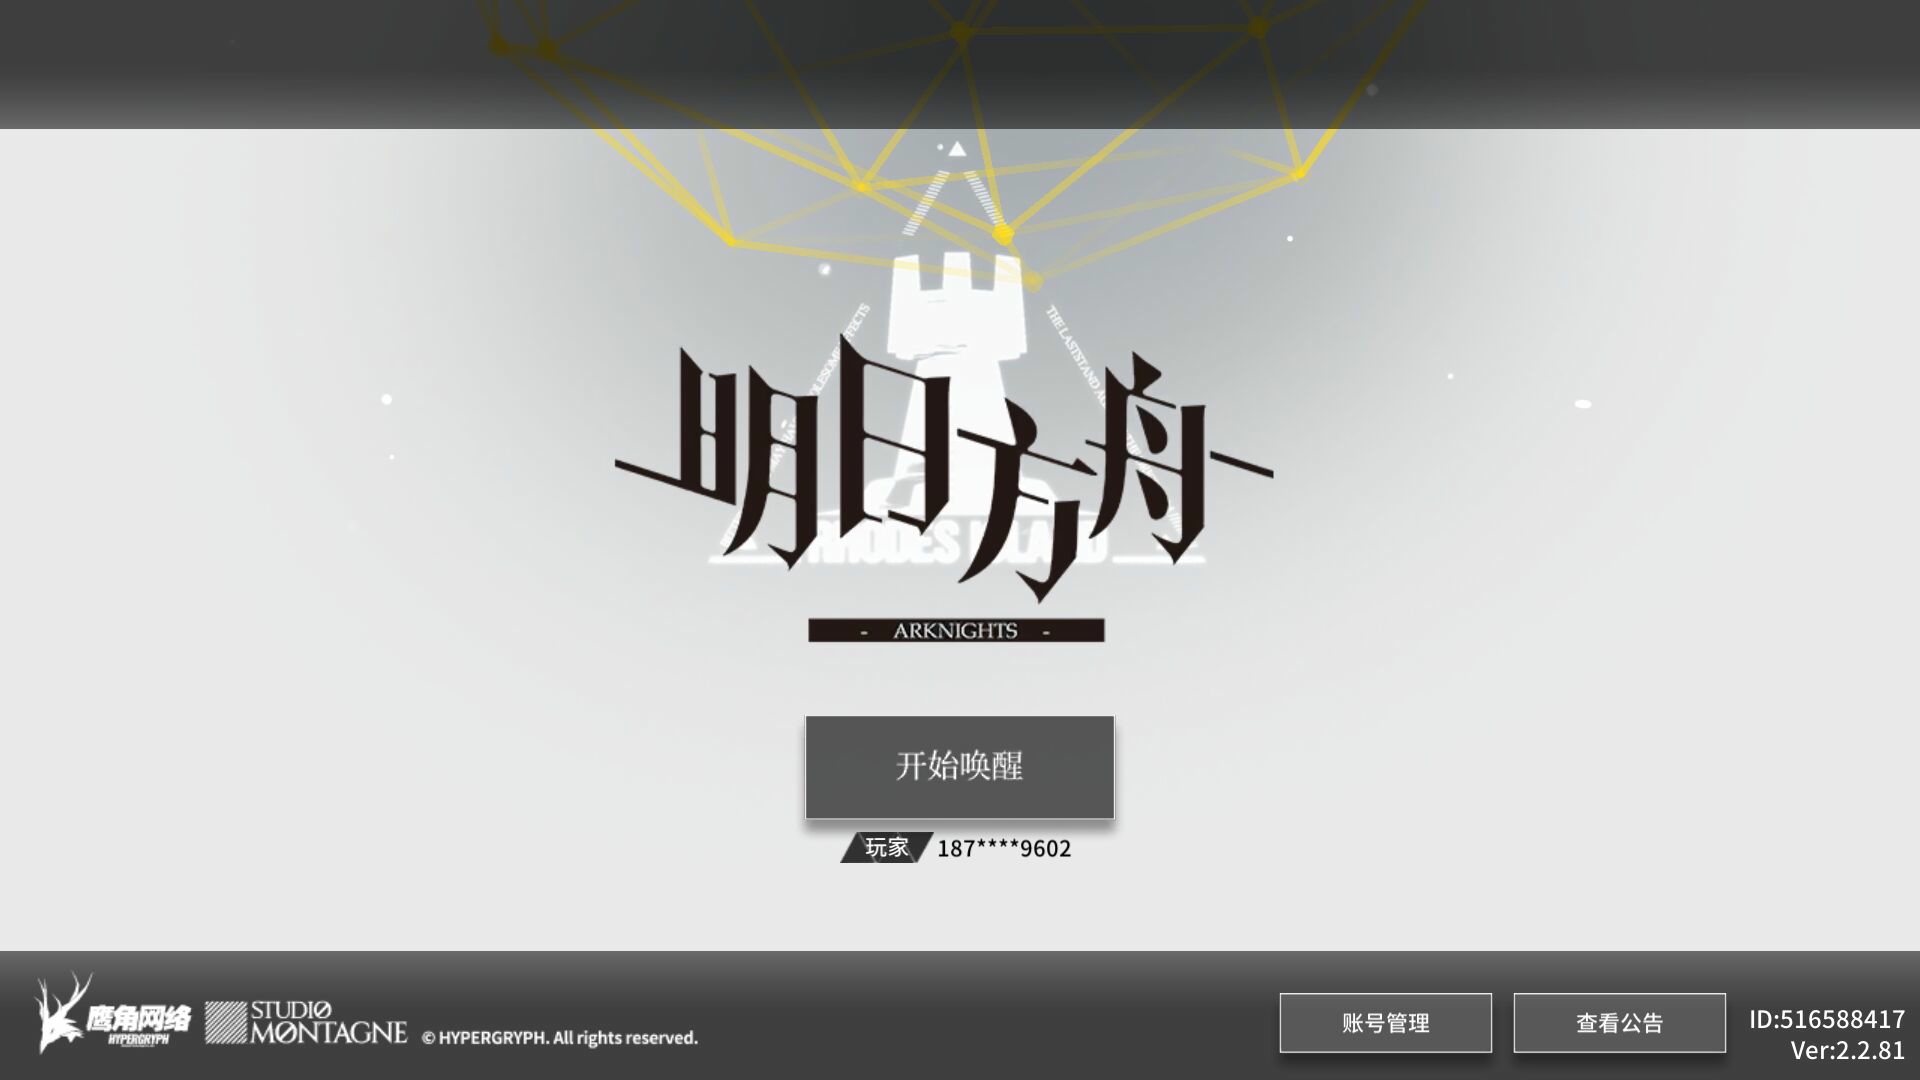 明日方舟
- ARKNIGHTS -
RHODES ISLAND
开始唤醒
玩家 187****9602
鹰角网络
HYPERGRYPH
STUDIO
MONTAGNE
© HYPERGRYPH. All rights reserved.
账号管理
查看公告
ID:516588417
Ver:2.2.81